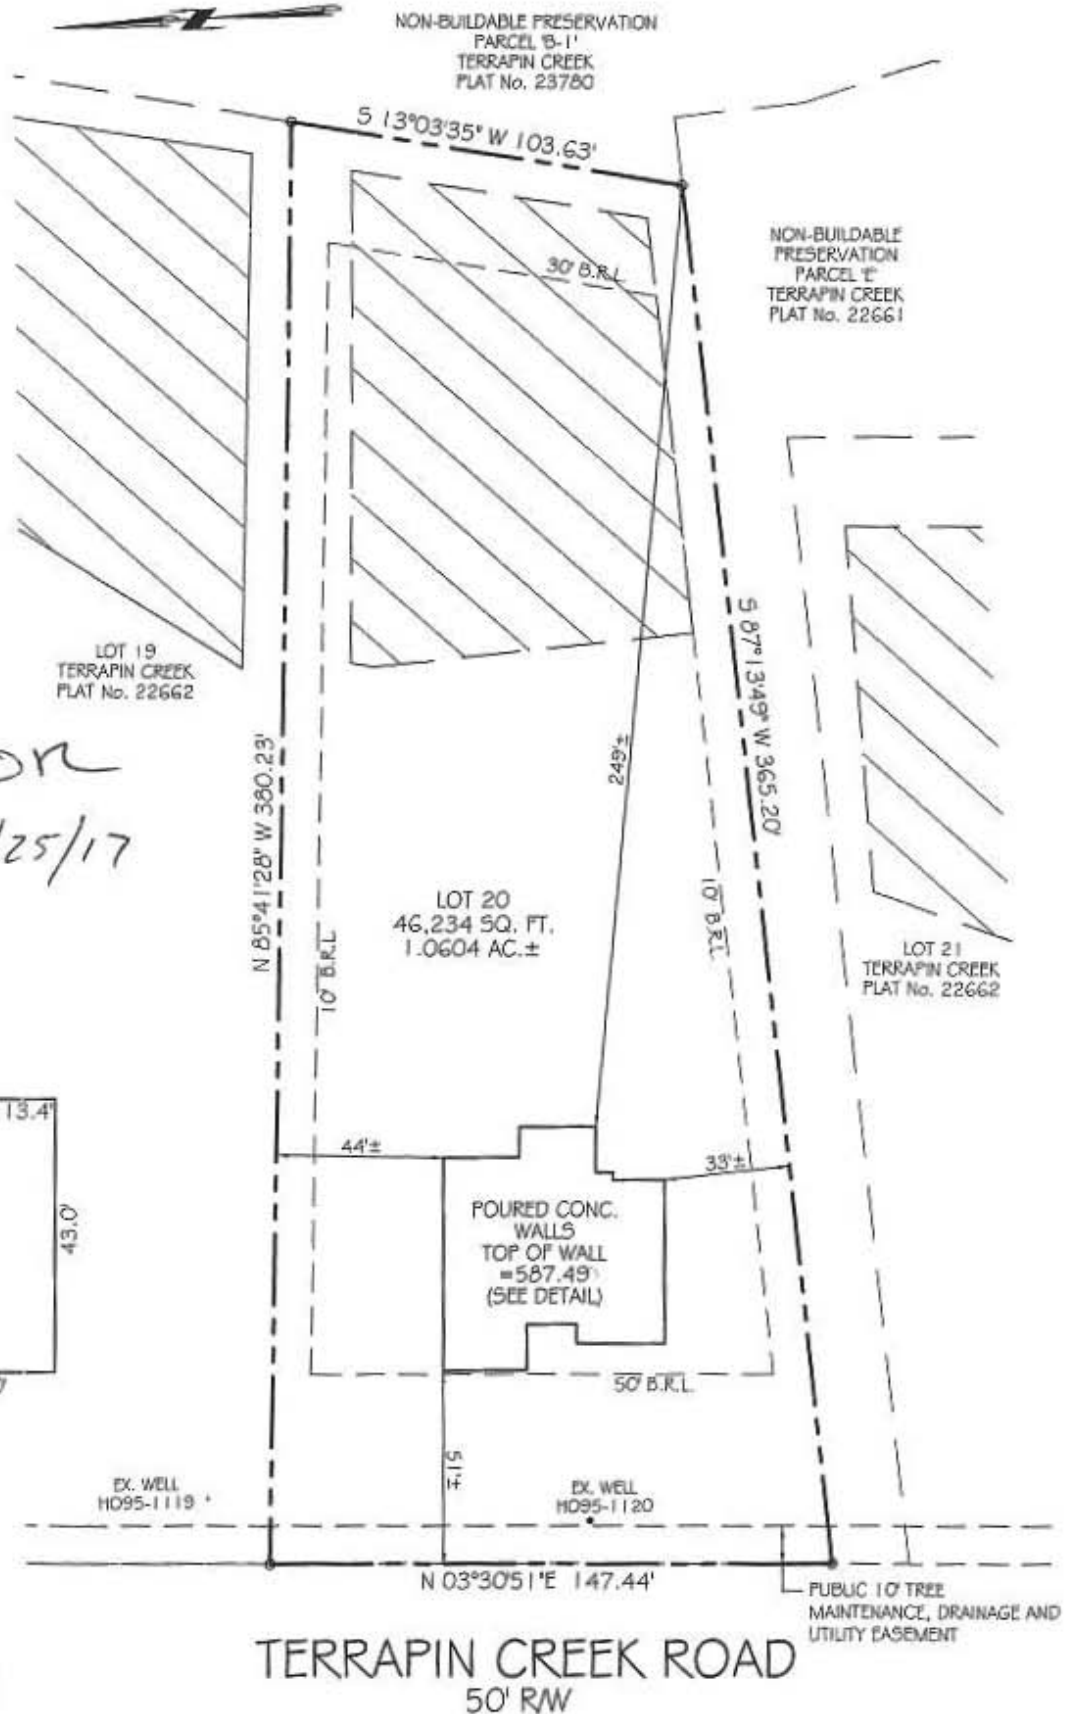 NON-BUILDABLE PRESERVATION
PARCEL 'B-1'
TERRAPIN CREEK
PLAT No. 23780
S 13°03'35" W 103.63'
30' B.R.L.
NON-BUILDABLE
PRESERVATION
PARCEL 'E'
TERRAPIN CREEK
PLAT No. 22661
LOT 19
TERRAPIN CREEK
PLAT No. 22662
S 87°13'49" W 365.20'
249'±
N 85°41'28" W 380.23'
/25/17
LOT 20
46,234 SQ. FT.
1.0604 AC.±
10' B.R.L.
10' B.R.L.
LOT 21
TERRAPIN CREEK
PLAT No. 22662
13.4'
43.0'
44'±
33'±
POURED CONC.
WALLS
TOP OF WALL
=587.49
(SEE DETAIL)
50' B.R.L.
51'±
EX. WELL
HO95-1119
EX. WELL
HO95-1120
N 03°30'51"E 147.44'
PUBLIC 10' TREE
MAINTENANCE, DRAINAGE AND
UTILITY EASEMENT
TERRAPIN CREEK ROAD
50' R/W